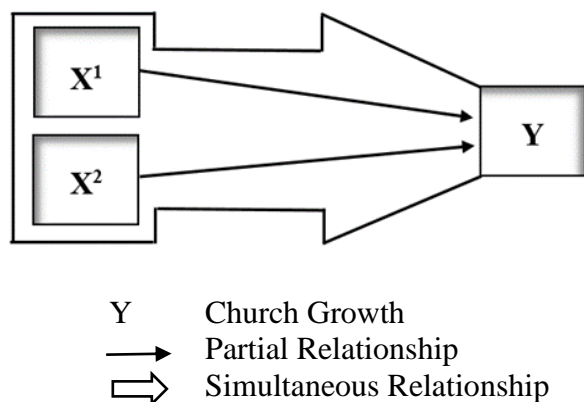 X¹
Y
X²
Y Church Growth
Partial Relationship
Simultaneous Relationship